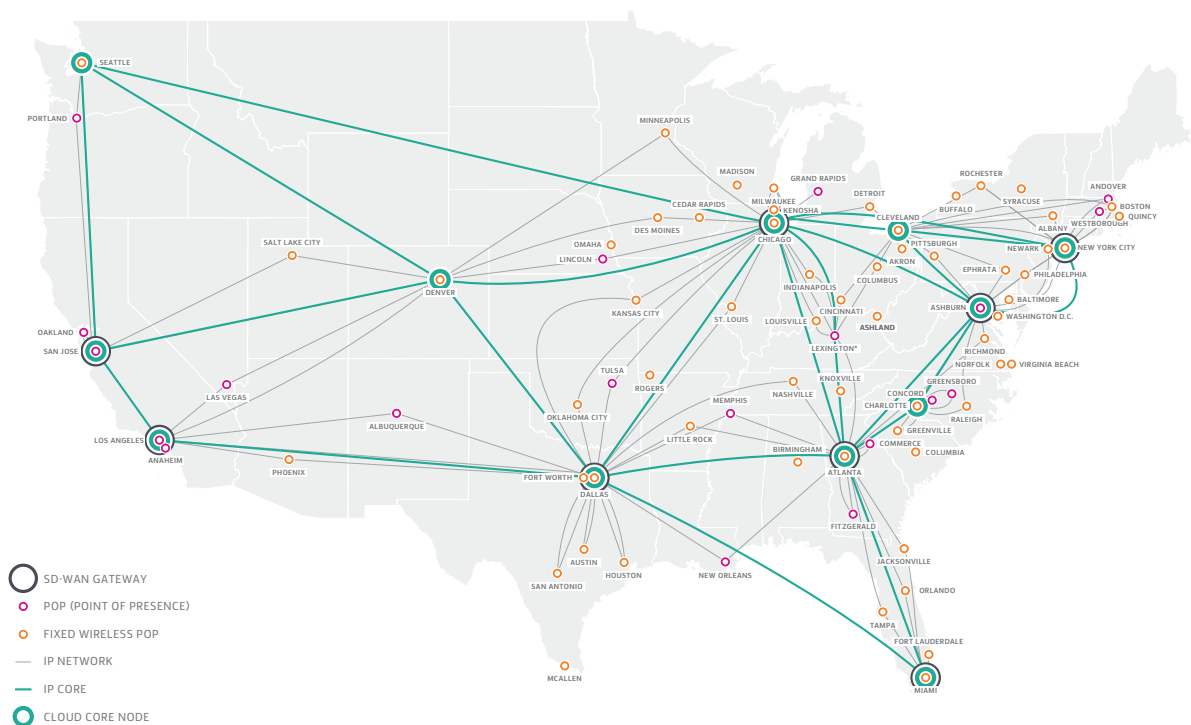 SEATTLE
PORTLAND
MINNEAPOLIS
MADISON
GRAND RAPIDS
ROCHESTER
ANDOVER
DETROIT
MILWAUKEE
CEDAR RAPIDS
KENOSHA
SYRACUSE
BOSTON
BUFFALO
CLEVELAND
QUINCY
WESTBOROUGH
DES MOINES
ALBANY
CHICAGO
SALT LAKE CITY
OMAHA
PITTSBURGH
NEWARK
NEW YORK CITY
LINCOLN
AKRON
EPHRATA
PHILADELPHIA
COLUMBUS
DENVER
INDIANAPOLIS
BALTIMORE
ASHBURN
KANSAS CITY
CINCINNATI
WASHINGTON D.C.
ST. LOUIS
LOUISVILLE
ASHLAND
OAKLAND
LEXINGTON*
SAN JOSE
RICHMOND
NORFOLK
VIRGINIA BEACH
TULSA
KNOXVILLE
GREENSBORO
ROGERS
CONCORD
LAS VEGAS
NASHVILLE
MEMPHIS
CHARLOTTE
OKLAHOMA CITY
RALEIGH
ALBUQUERQUE
GREENVILLE
LITTLE ROCK
LOS ANGELES
COMMERCE
BIRMINGHAM
COLUMBIA
ANAHEIM
PHOENIX
ATLANTA
FORT WORTH
DALLAS
FITZGERALD
AUSTIN
JACKSONVILLE
HOUSTON
NEW ORLEANS
SAN ANTONIO
ORLANDO
TAMPA
FORT LAUDERDALE
MCALLEN
MIAMI
SD-WAN GATEWAY
POP (POINT OF PRESENCE)
FIXED WIRELESS POP
IP NETWORK
IP CORE
CLOUD CORE NODE